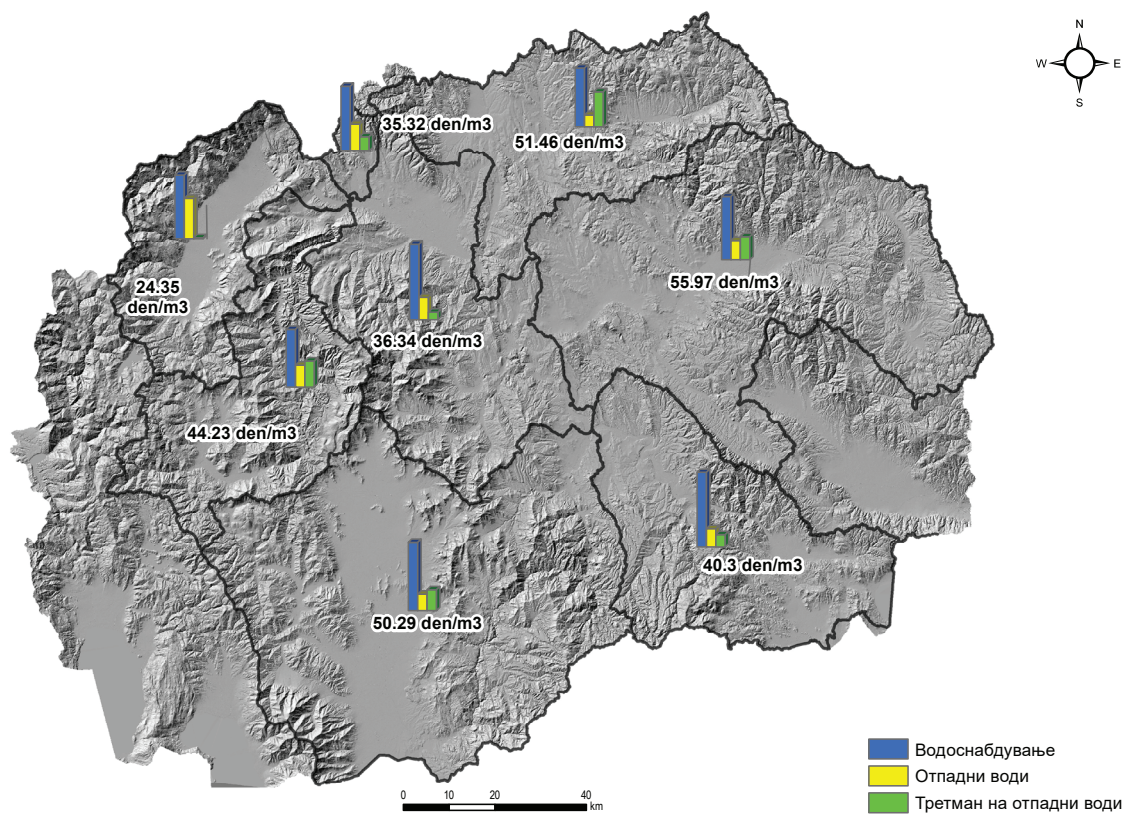 N
W E
S
35.32 den/m3
51.46 den/m3
24.35
den/m3
55.97 den/m3
36.34 den/m3
44.23 den/m3
40.3 den/m3
50.29 den/m3
0 10 20 40
km
Водоснабдување
Отпадни води
Третман на отпадни води